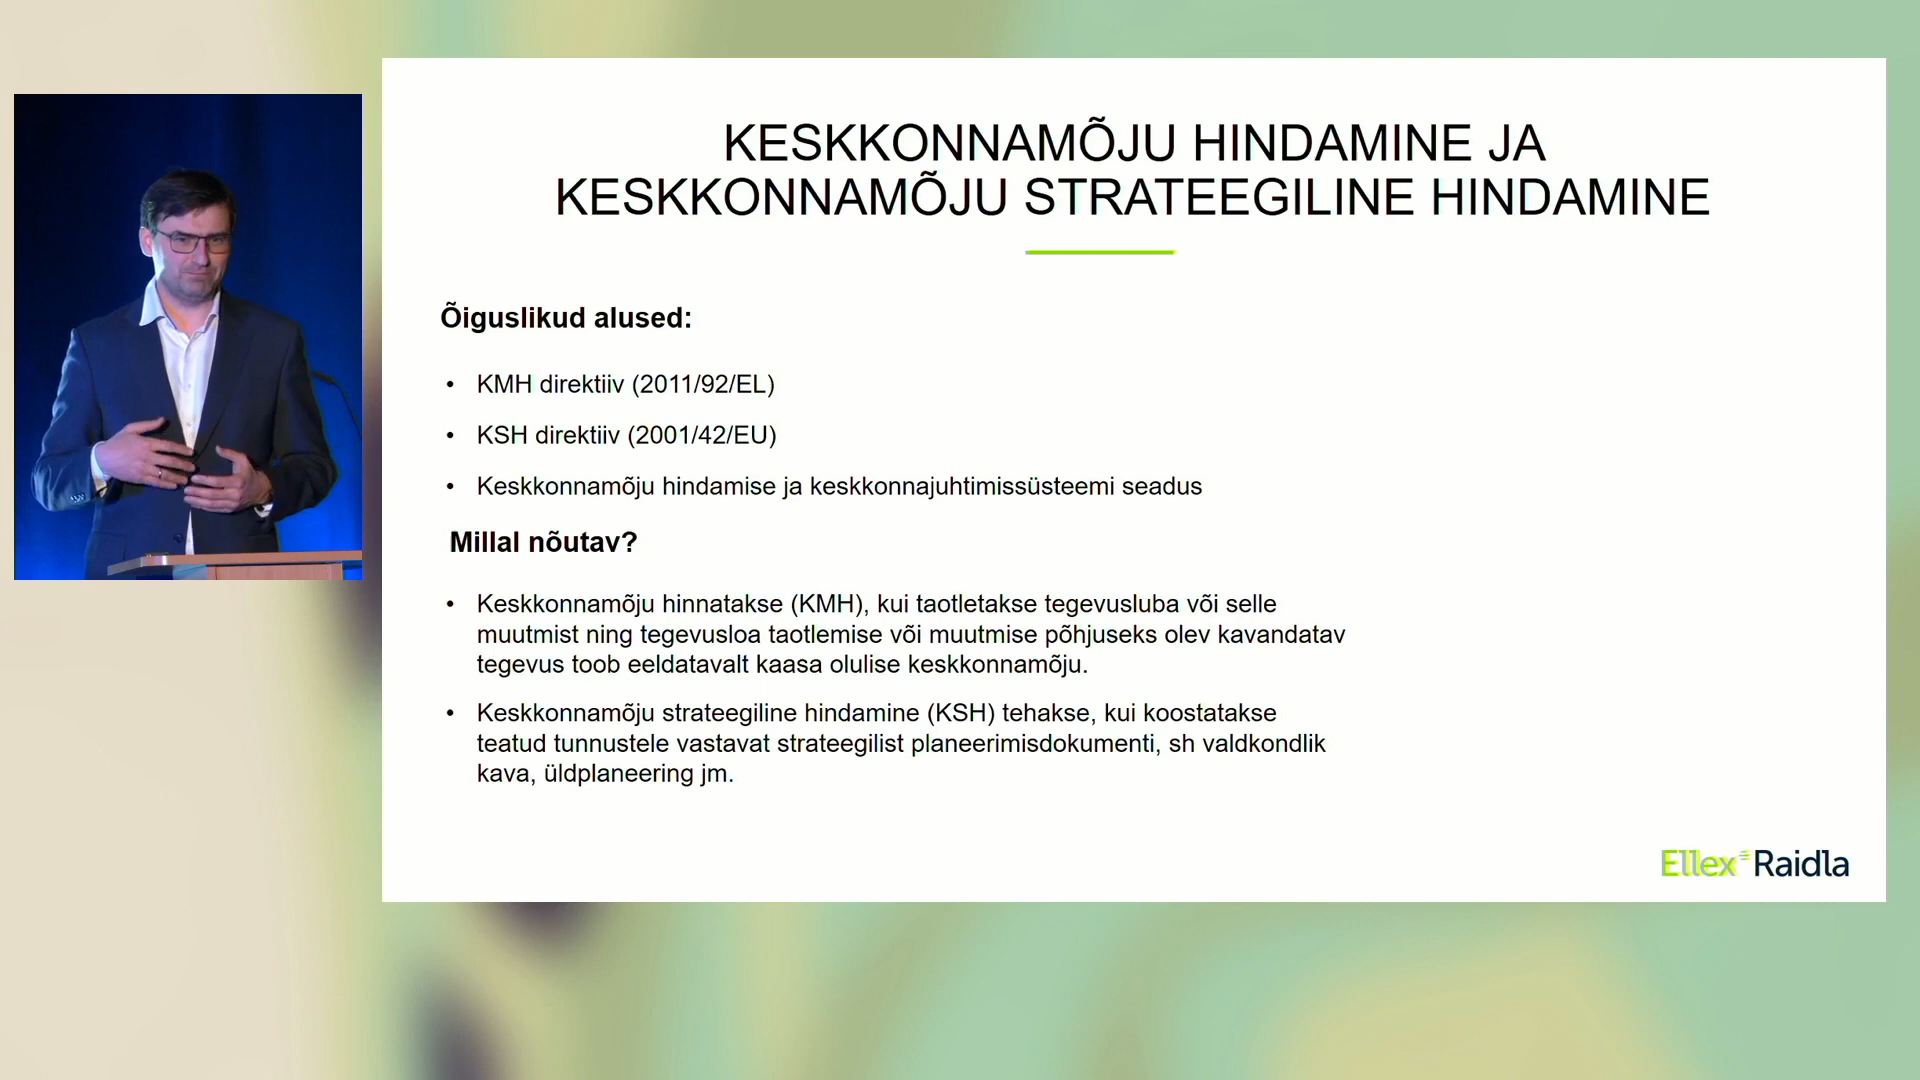 KESKKONNAMÕJU HINDAMINE JA
KESKKONNAMÕJU STRATEEGILINE HINDAMINE
Õiguslikud alused:
• KMH direktiiv (2011/92/EL)
• KSH direktiiv (2001/42/EU)
• Keskkonnamõju hindamise ja keskkonnajuhtimissüsteemi seadus
Millal nõutav?
• Keskkonnamõju hinnatakse (KMH), kui taotletakse tegevusluba või selle
muutmist ning tegevusloa taotlemise või muutmise põhjuseks olev kavandatav
tegevus toob eeldatavalt kaasa olulise keskkonnamõju.
• Keskkonnamõju strateegiline hindamine (KSH) tehakse, kui koostatakse
teatud tunnustele vastavat strateegilist planeerimisdokumenti, sh valdkondlik
kava, üldplaneering jm.
Ellex Raidla